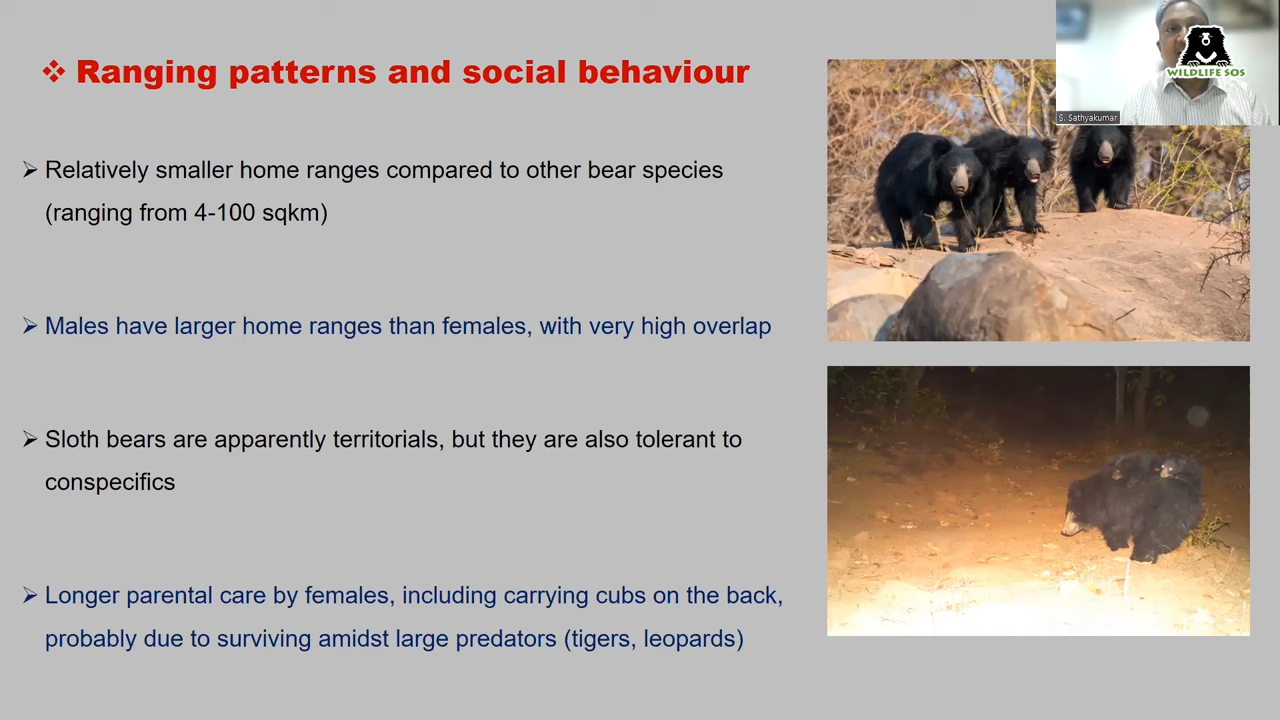 Ranging patterns and social behaviour
Relatively smaller home ranges compared to other bear species
(ranging from 4-100 sqkm)
Males have larger home ranges than females, with very high overlap
Sloth bears are apparently territorials, but they are also tolerant to
conspecifics
Longer parental care by females, including carrying cubs on the back,
probably due to surviving amidst large predators (tigers, leopards)
WILDLIFE SOS
S. Sathyakumar